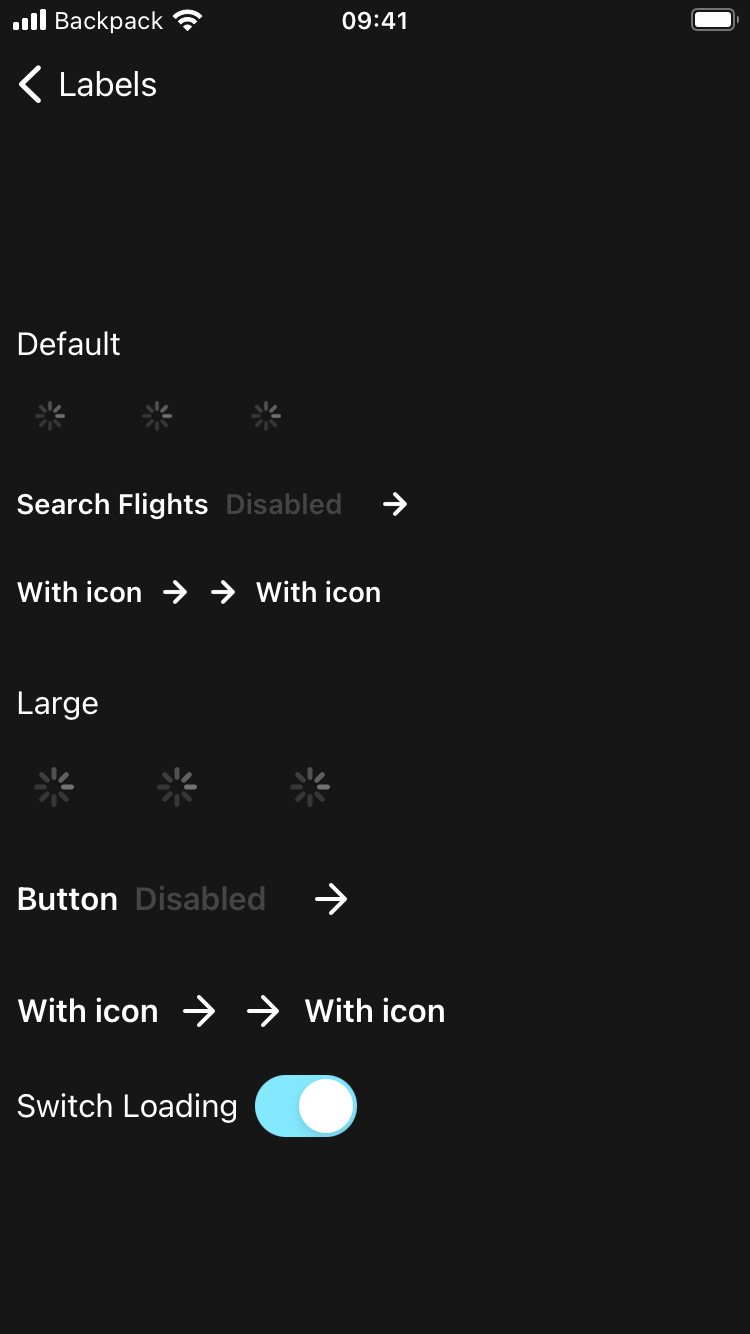 Backpack 09:41
Labels
Default
Search Flights Disabled
With icon With icon
Large
Button Disabled
With icon With icon
Switch Loading